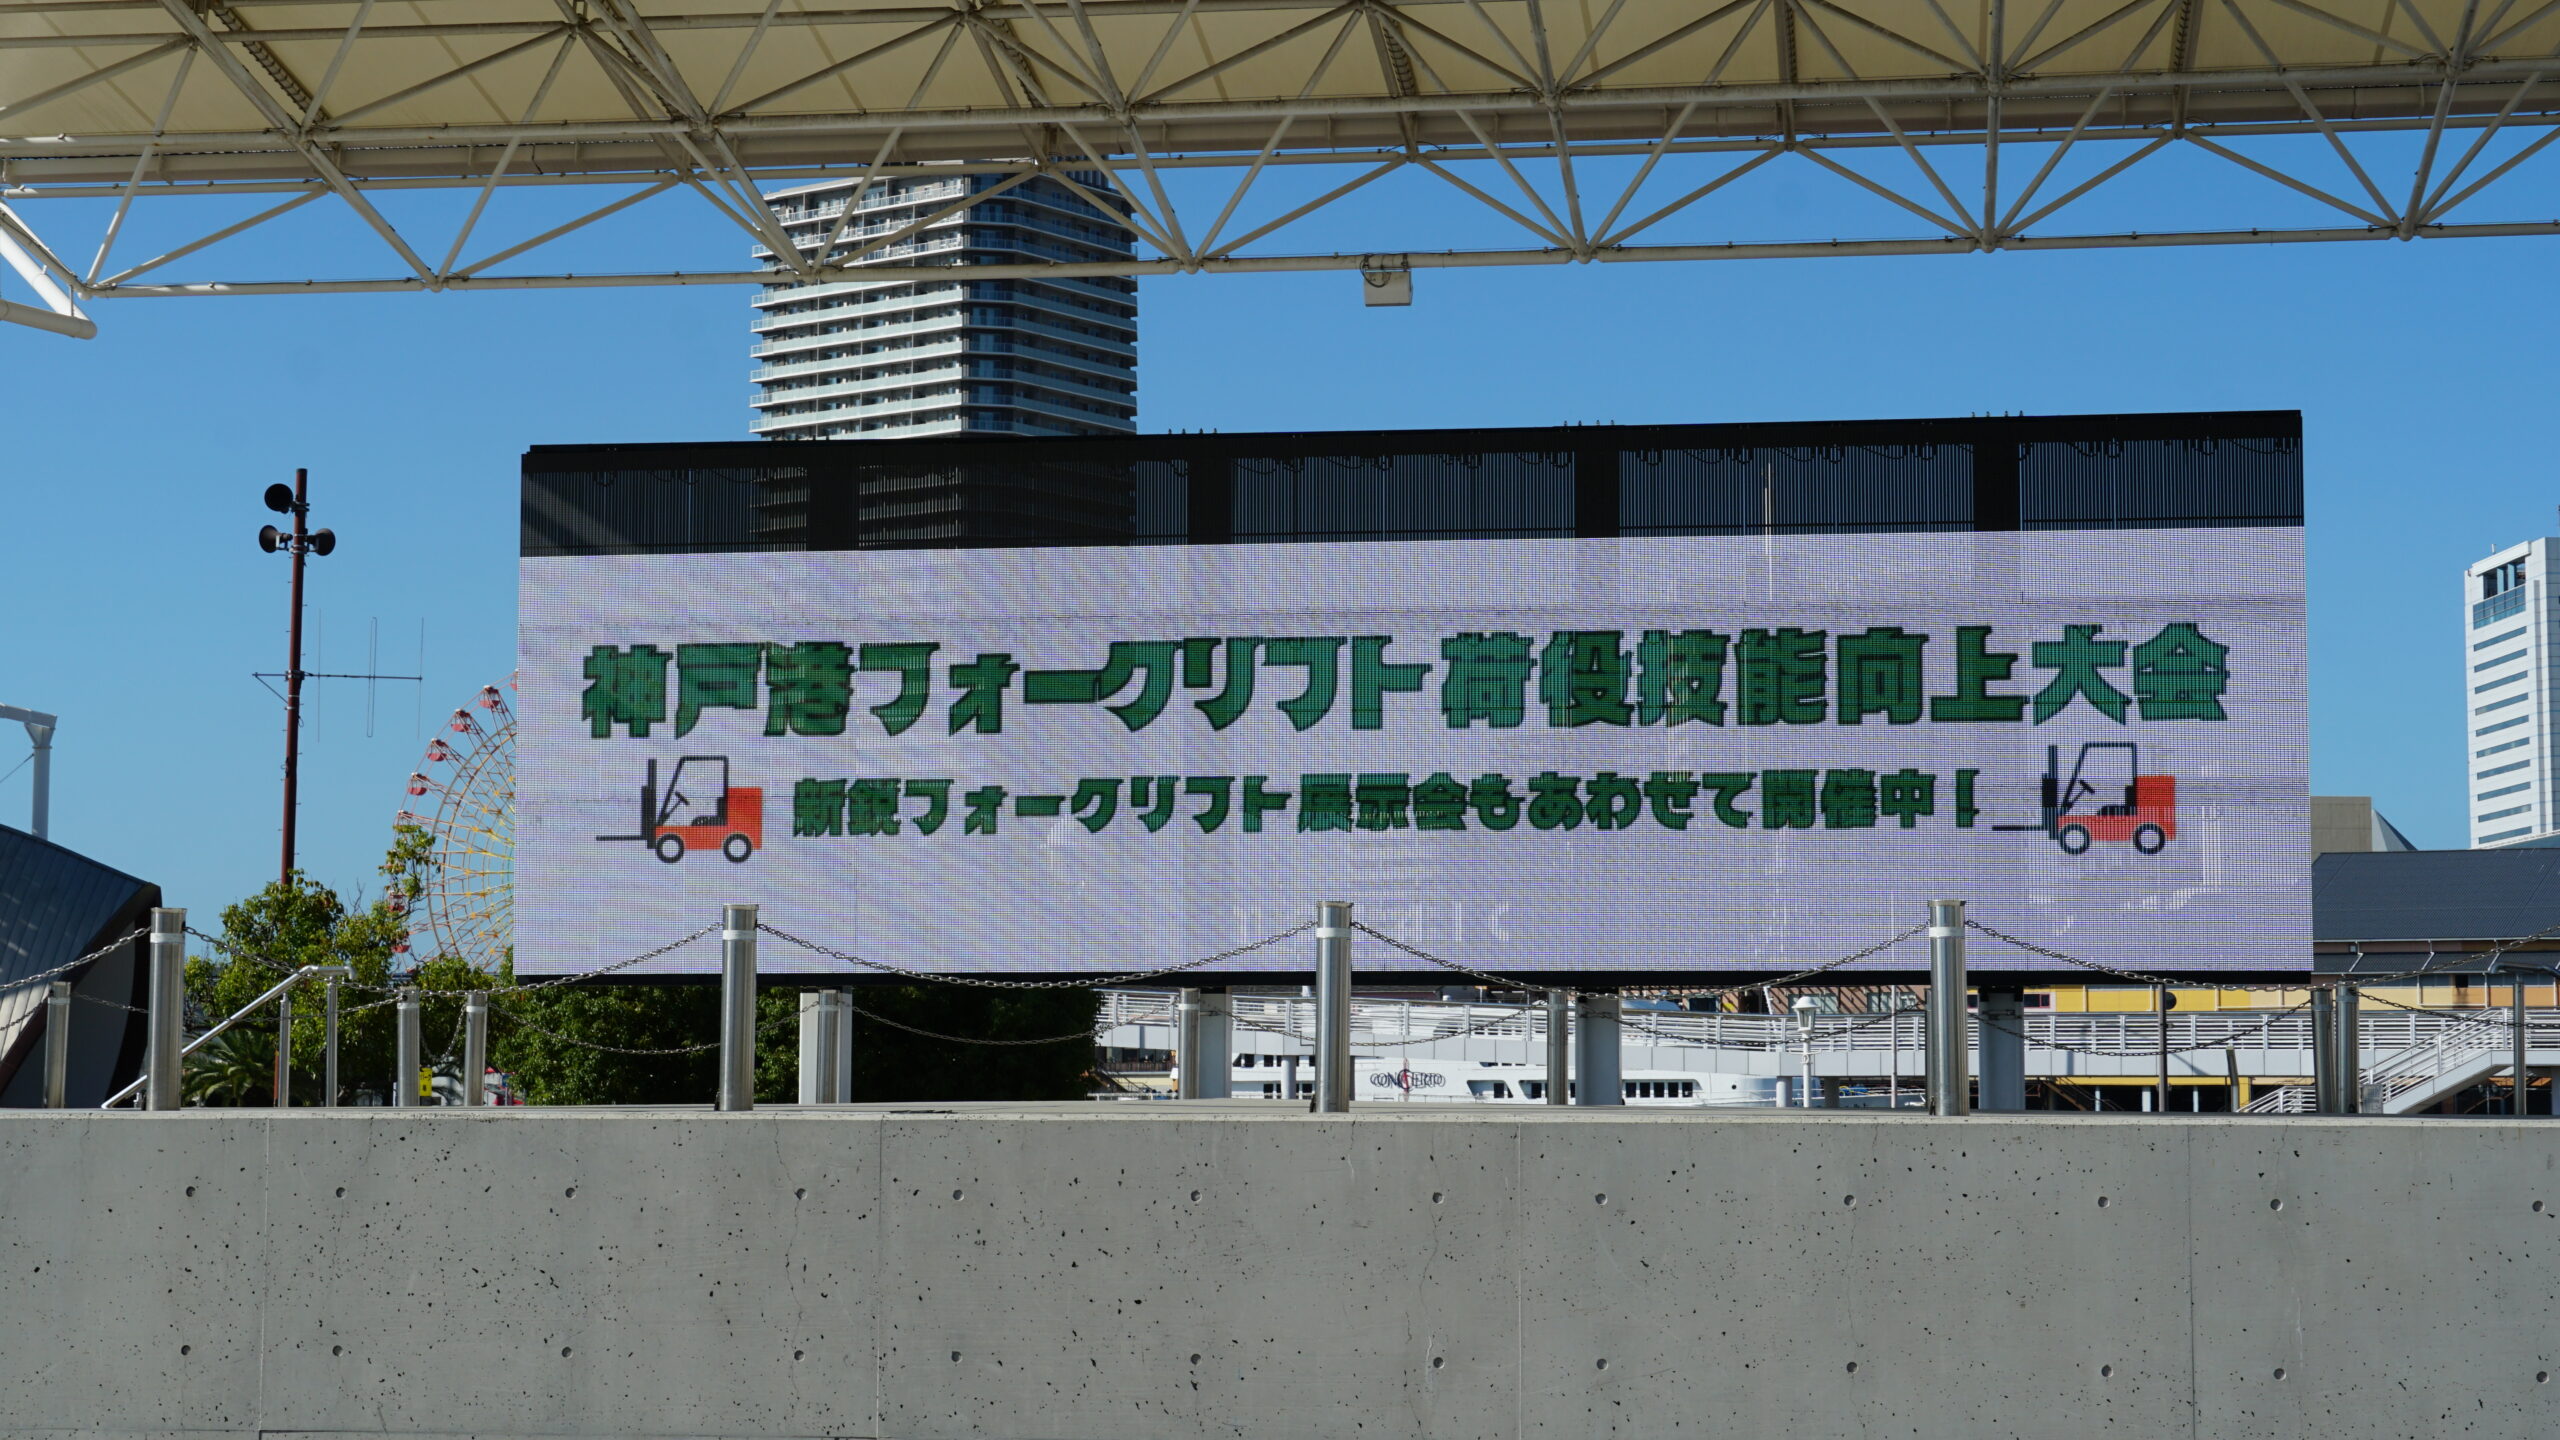 神戸港フォークリフト荷役技能向上大会
新鋭フォークリフト展示会もあわせて開催中！
CONCERTO